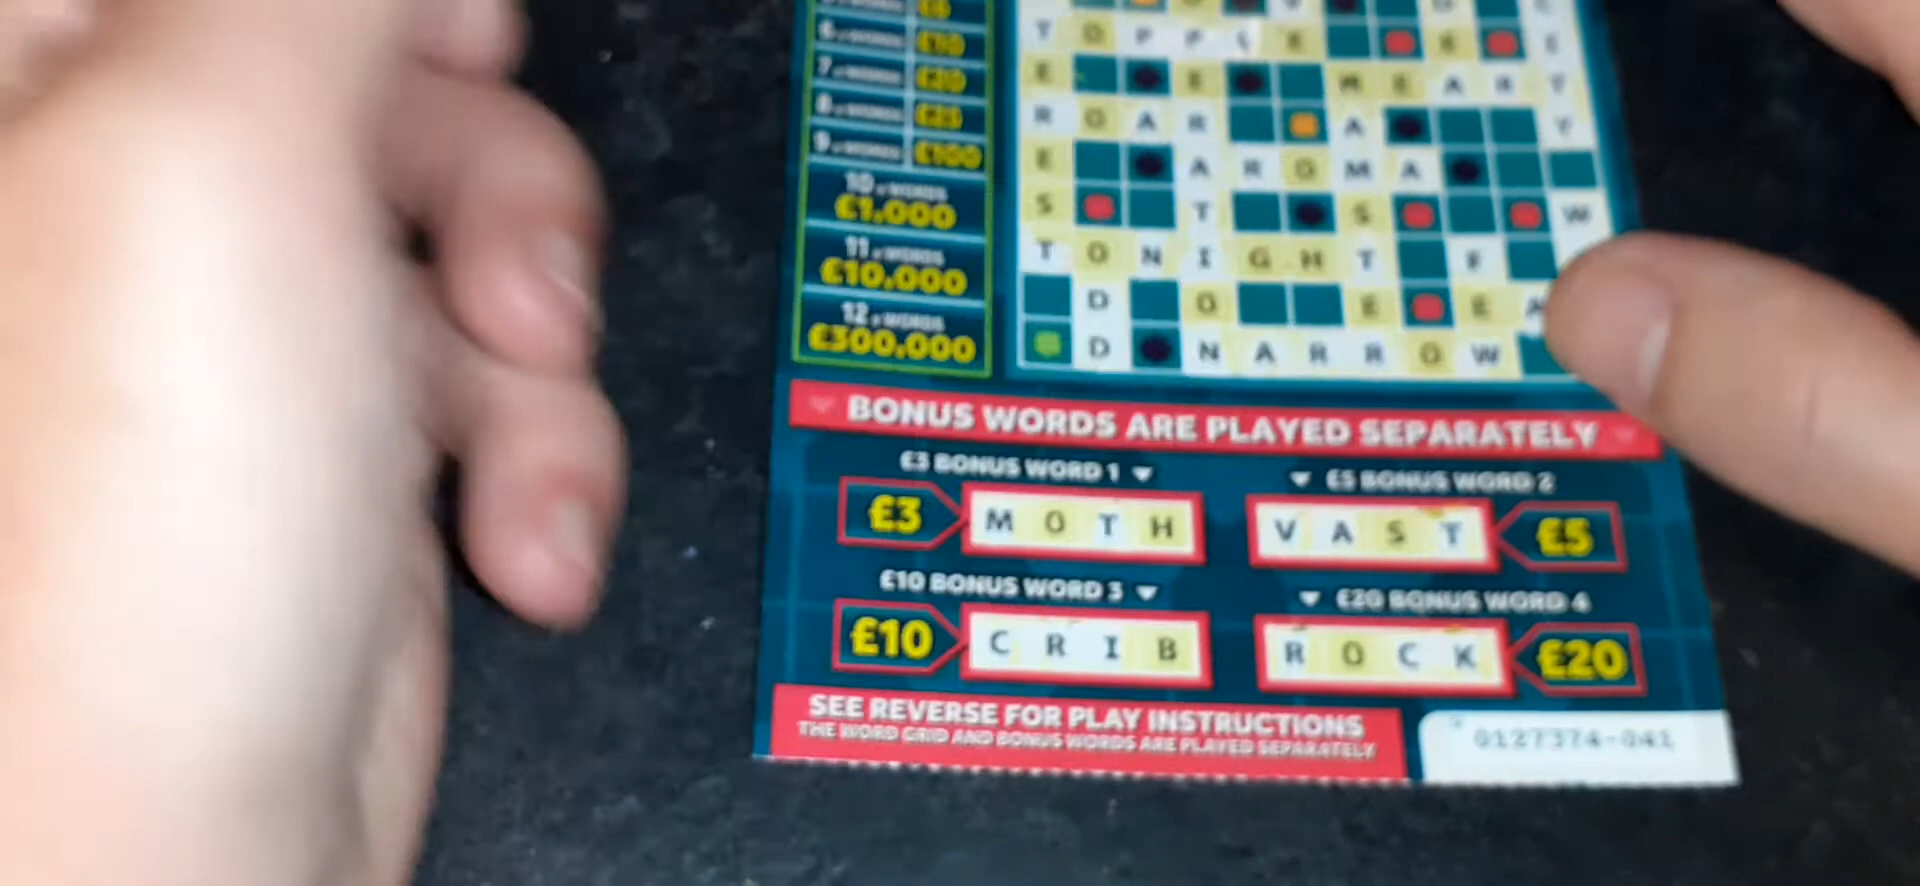 6 WORDS £10
7 WORDS £20
8 WORDS £25
9 WORDS £100
10 WORDS
£1,000
11 WORDS
£10,000
12 WORDS
£300,000
T O P P L E E I
E E M E A R Y
R O A R A Y
E A R O M A
S T S W
T O N I G H T F
D O E E A
D N A R R O W
BONUS WORDS ARE PLAYED SEPARATELY
£3 BONUS WORD 1
£5 BONUS WORD 2
£3 M O T H
V A S T £5
£10 BONUS WORD 3
£20 BONUS WORD 4
£10 C R I B
R O C K £20
SEE REVERSE FOR PLAY INSTRUCTIONS
THE WORD GRID AND BONUS WORDS ARE PLAYED SEPARATELY
0127374-041